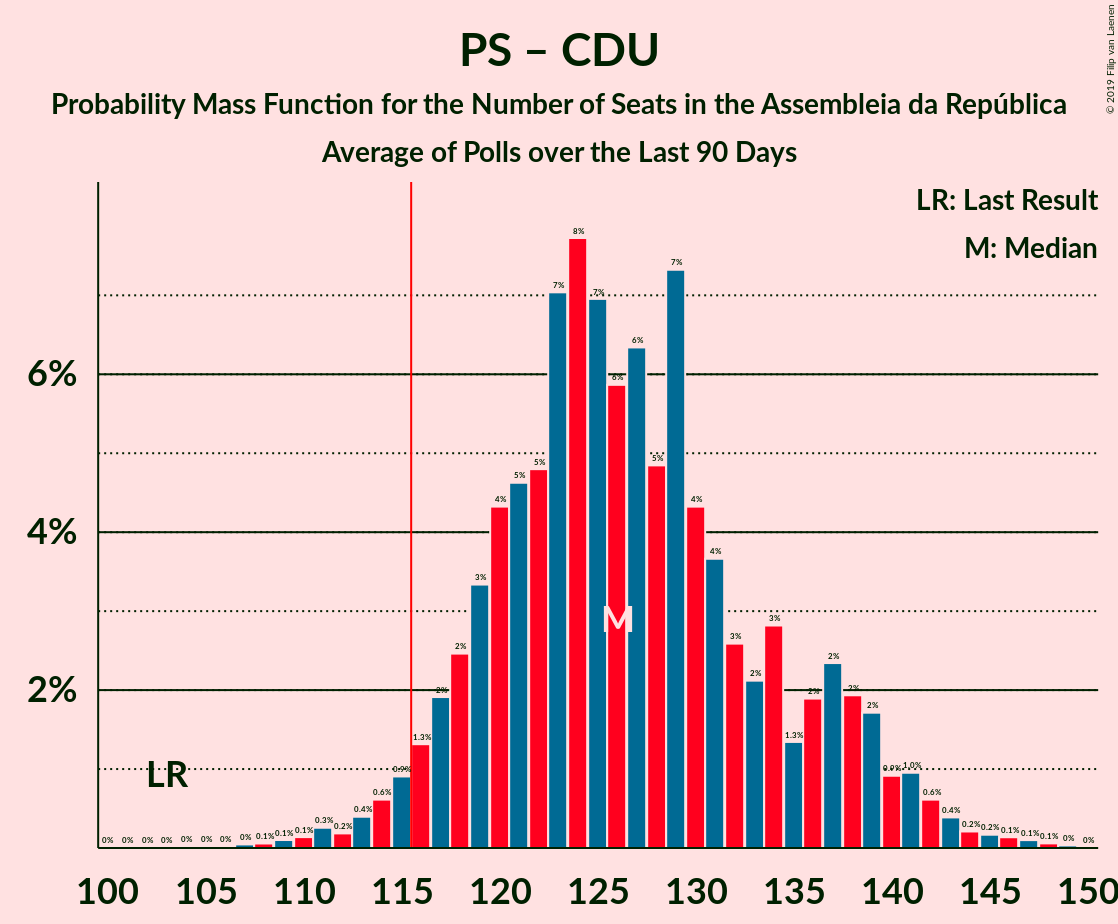 PS – CDU
Probability Mass Function for the Number of Seats in the Assembleia da República
Average of Polls over the Last 90 Days
© 2019 Filip van Laenen
LR: Last Result
M: Median
6%
4%
2%
LR
M
0% 0% 0% 0% 0% 0% 0% 0% 0.1% 0.1% 0.1% 0.3% 0.2% 0.4% 0.6% 0.9% 1.3% 2% 2% 3% 4% 5% 5% 7% 8% 7% 6% 6% 5% 7% 4% 4% 3% 2% 3% 1.3% 2% 2% 2% 2% 0.9% 1.0% 0.6% 0.4% 0.2% 0.2% 0.1% 0.1% 0.1% 0% 0%
100 105 110 115 120 125 130 135 140 145 150